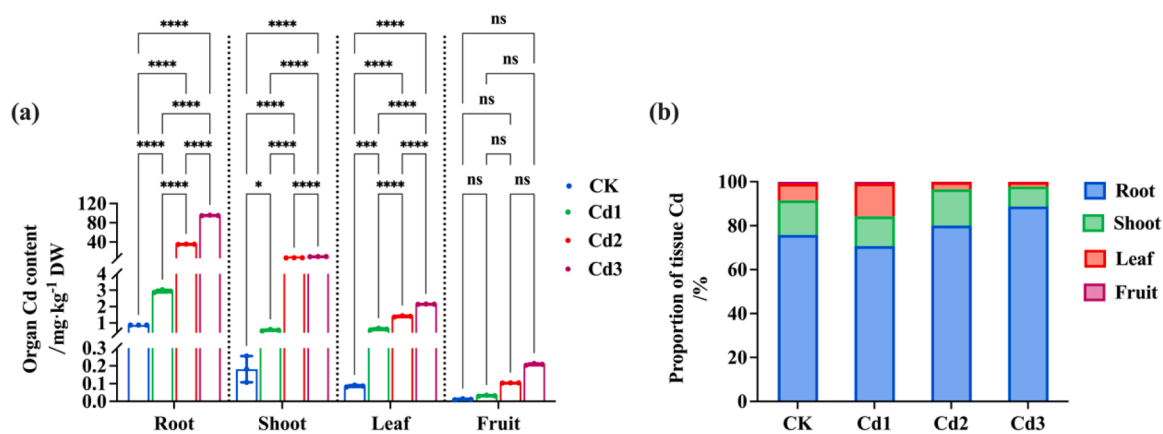 (a)
**** **** **** ns
**** **** **** ns
**** **** **** ns
**** **** **** *** **** ns
**** * **** **** ns ns
120
80
40
4
3
2
1
0.3
0.2
0.1
0.0
Organ Cd content
/mg·kg⁻¹ DW
Root Shoot Leaf Fruit
CK
Cd1
Cd2
Cd3
(b)
100
80
60
40
20
0
Proportion of tissue Cd
/%
CK Cd1 Cd2 Cd3
Root
Shoot
Leaf
Fruit